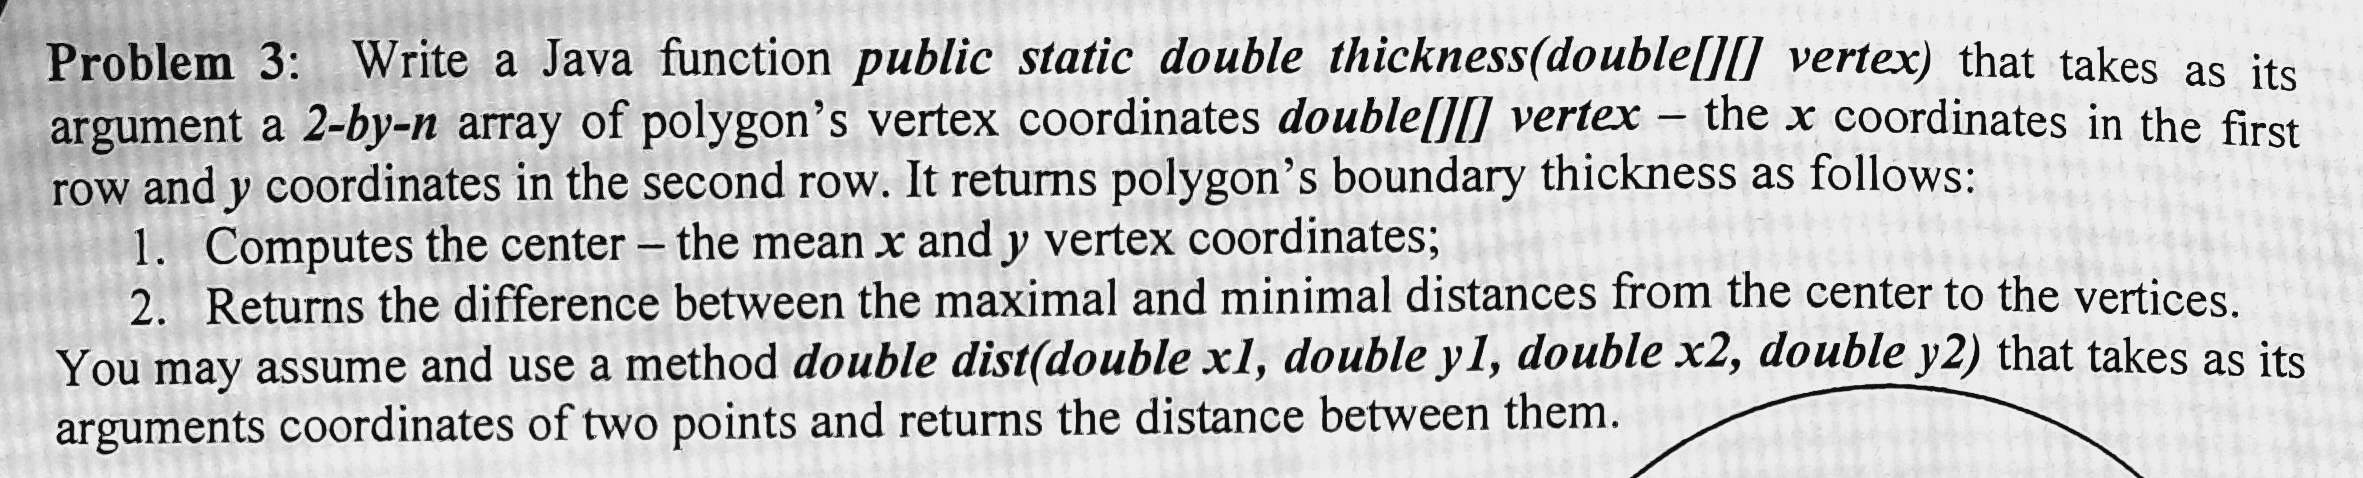 Problem 3: Write a Java function public static double thickness(double[][] vertex) that takes as its
argument a 2-by-n array of polygon's vertex coordinates double[][] vertex – the x coordinates in the first
row and y coordinates in the second row. It returns polygon's boundary thickness as follows:
1. Computes the center – the mean x and y vertex coordinates;
2. Returns the difference between the maximal and minimal distances from the center to the vertices.
You may assume and use a method double dist(double x1, double y1, double x2, double y2) that takes as its
arguments coordinates of two points and returns the distance between them.